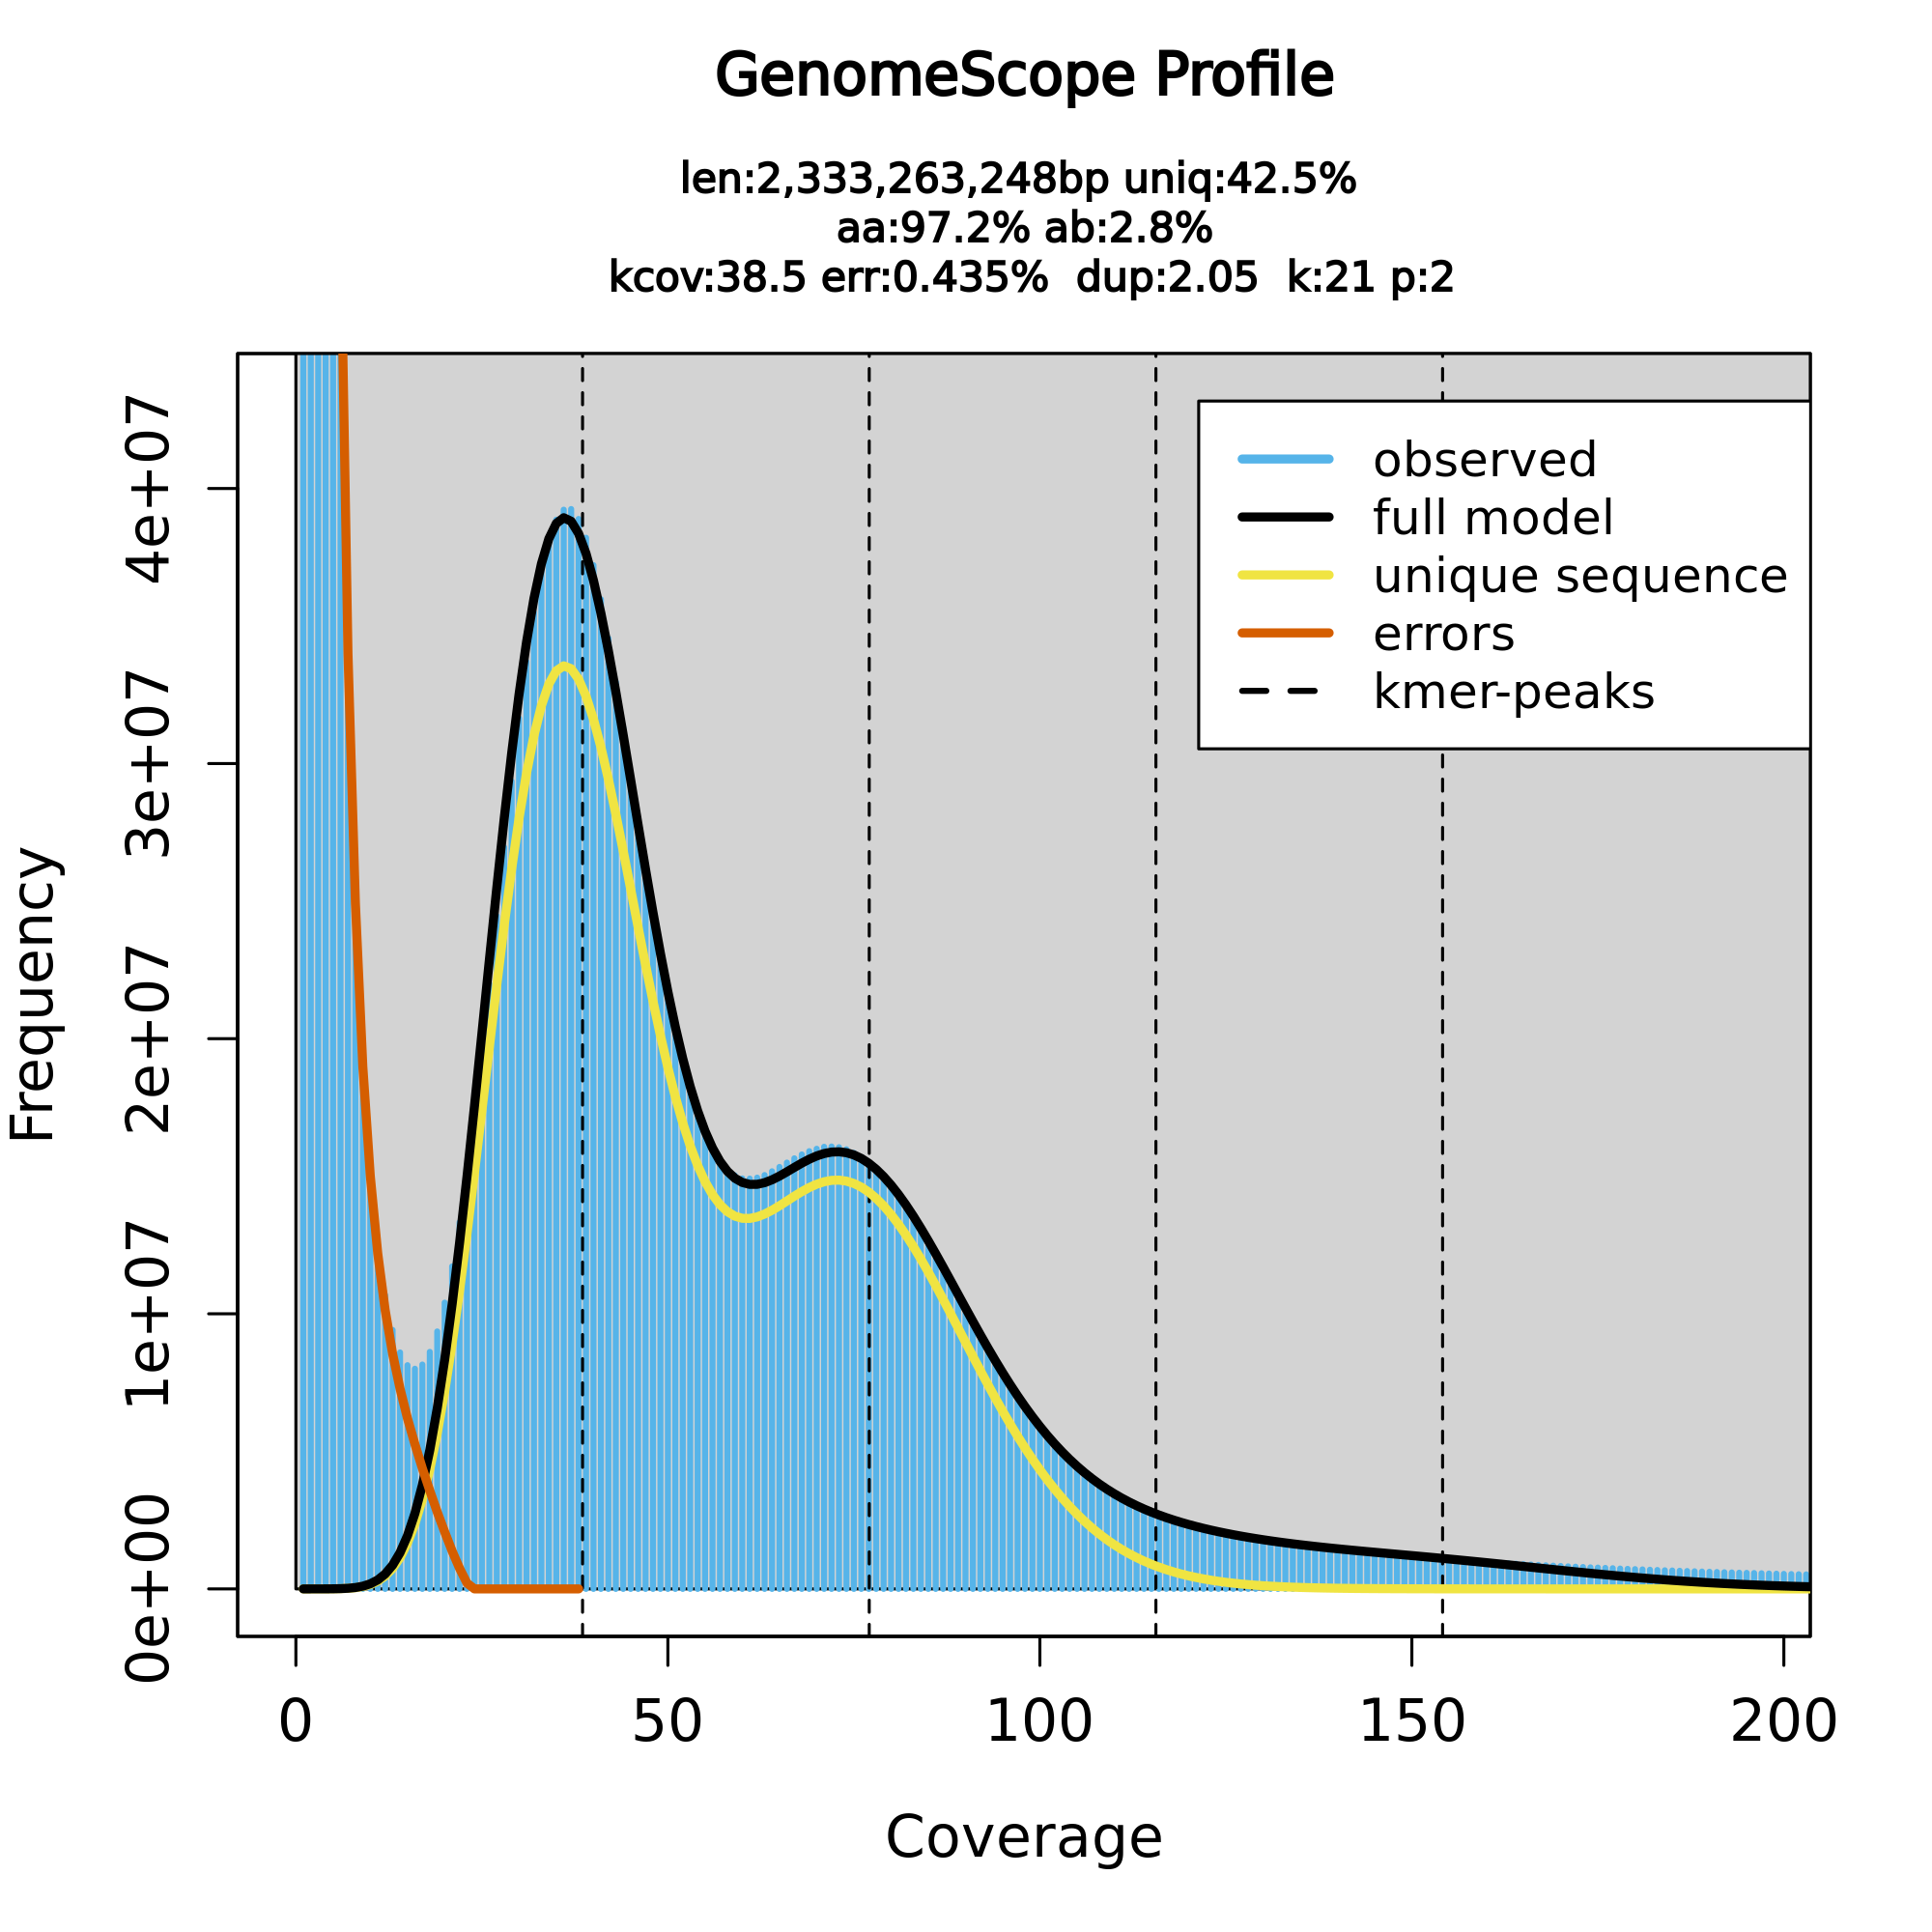 GenomeScope Profile
len:2,333,263,248bp uniq:42.5%
aa:97.2% ab:2.8%
kcov:38.5 err:0.435% dup:2.05 k:21 p:2
observed
full model
unique sequence
errors
kmer-peaks
Frequency
4e+07
3e+07
2e+07
1e+07
0e+00
0 50 100 150 200
Coverage